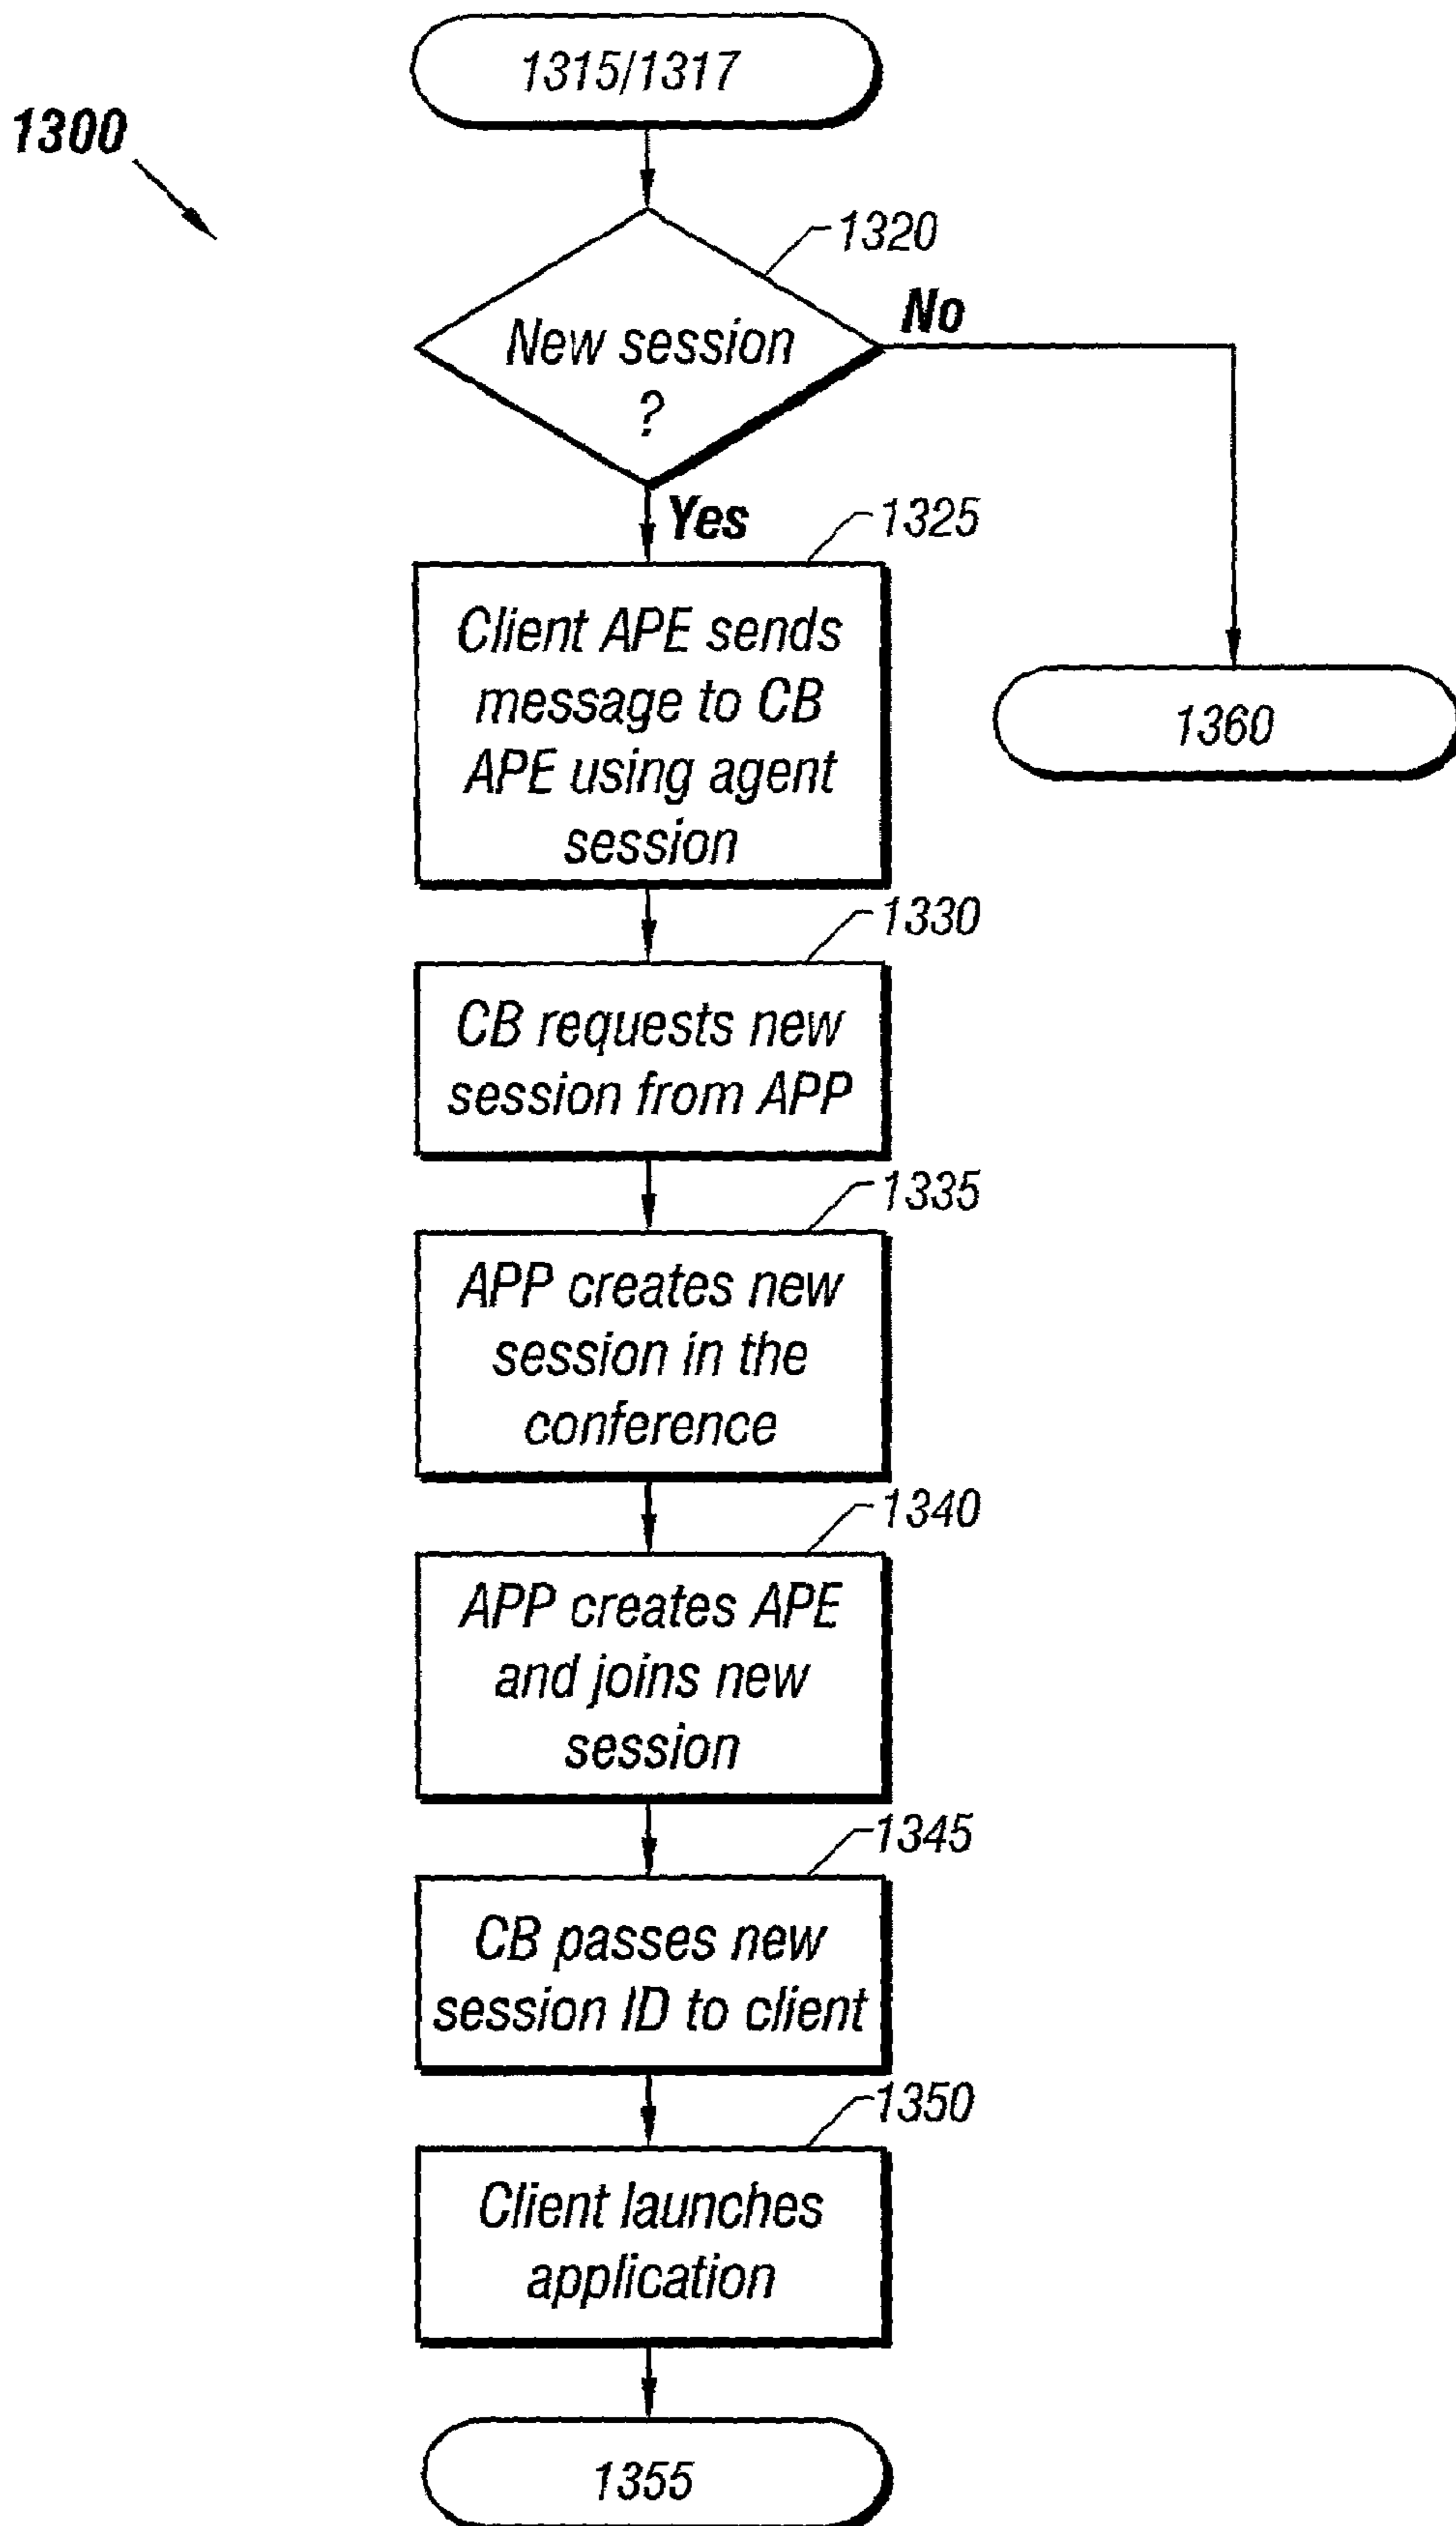 1315/1317
1300
1320
New session
?
No
Yes
1325
Client APE sends
message to CB
APE using agent
session
1360
1330
CB requests new
session from APP
1335
APP creates new
session in the
conference
1340
APP creates APE
and joins new
session
1345
CB passes new
session ID to client
1350
Client launches
application
1355